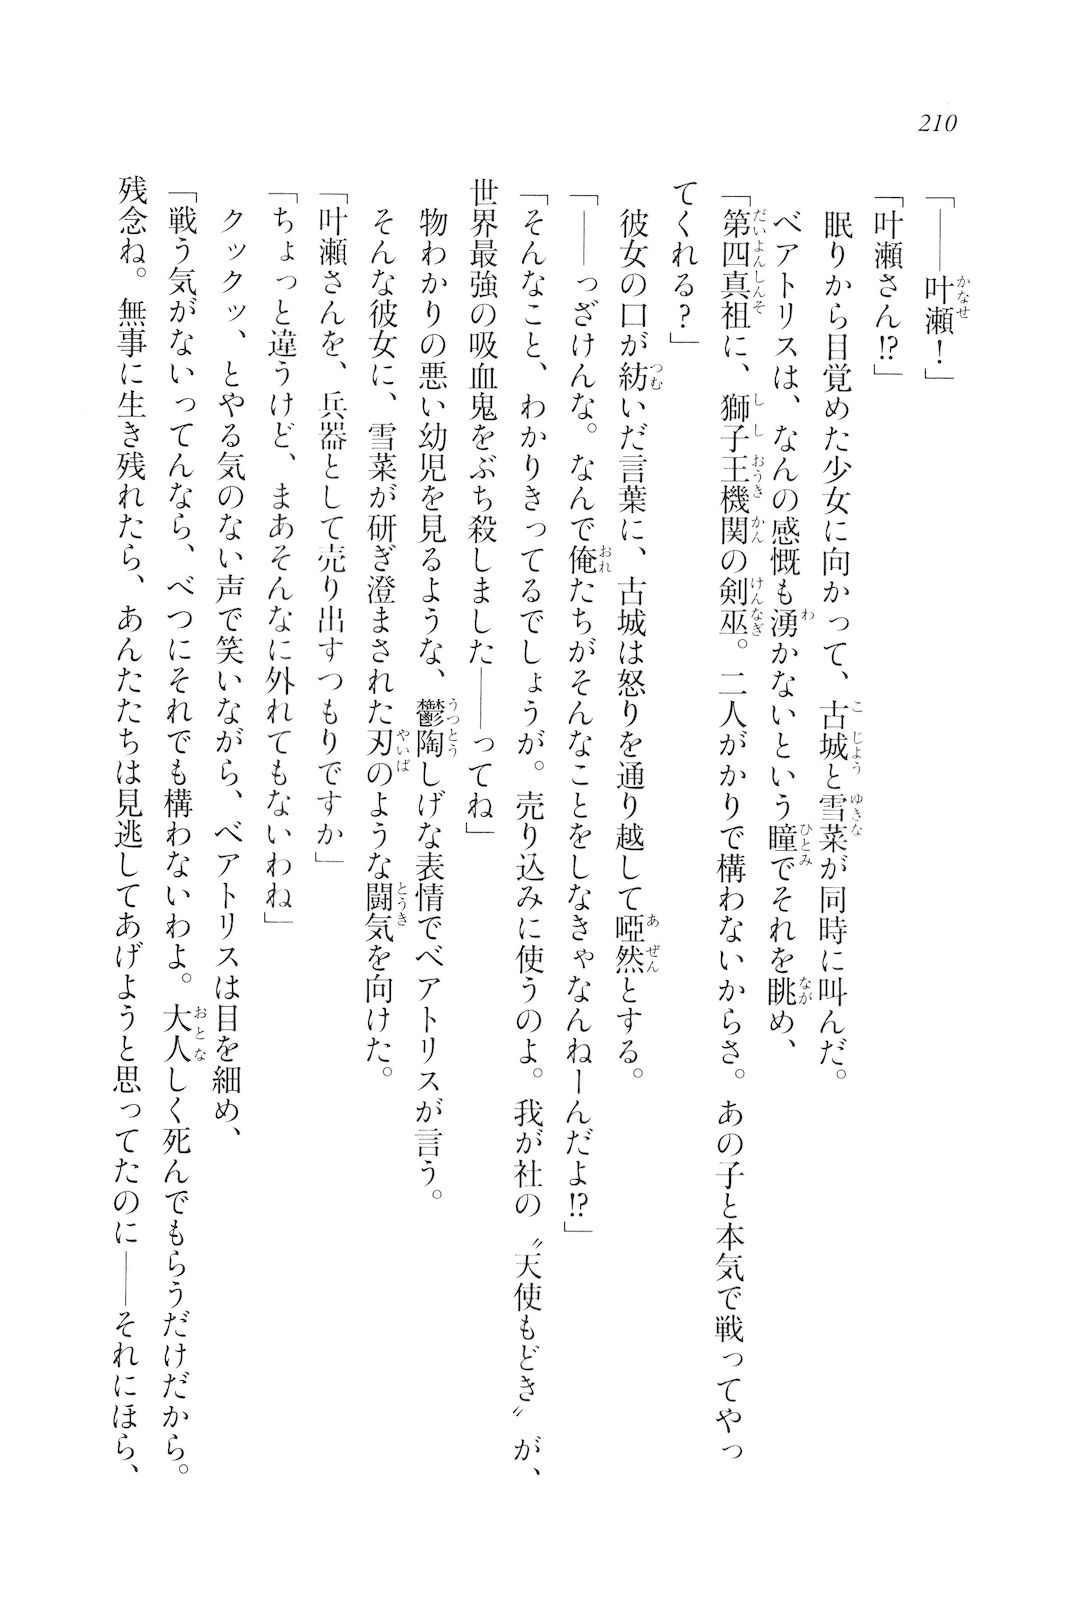 210
「――叶瀬！」
「叶瀬さん!?」
　眠りから目覚めた少女に向かって、古城と雪菜が同時に叫んだ。
　ベアトリスは、なんの感慨も湧かないという瞳でそれを眺め、
「第四真祖に、獅子王機関の剣巫。二人がかりで構わないからさ。あの子と本気で戦ってやっ
てくれる？」
　彼女の口が紡いだ言葉に、古城は怒りを通り越して啞然とする。
「――っざけんな。なんで俺たちがそんなことをしなきゃなんねーんだよ!?」
「そんなこと、わかりきってるでしょうが。売り込みに使うのよ。我が社の〝天使もどき〟が、
世界最強の吸血鬼をぶち殺しました――ってね」
　物わかりの悪い幼児を見るような、鬱陶しげな表情でベアトリスが言う。
　そんな彼女に、雪菜が研ぎ澄まされた刃のような闘気を向けた。
「叶瀬さんを、兵器として売り出すつもりですか」
「ちょっと違うけど、まあそんなに外れてもないわね」
　クックッ、とやる気のない声で笑いながら、ベアトリスは目を細め、
「戦う気がないってんなら、べつにそれでも構わないわよ。大人しく死んでもらうだけだから。
残念ね。無事に生き残れたら、あんたたちは見逃してあげようと思ってたのに――それにほら、